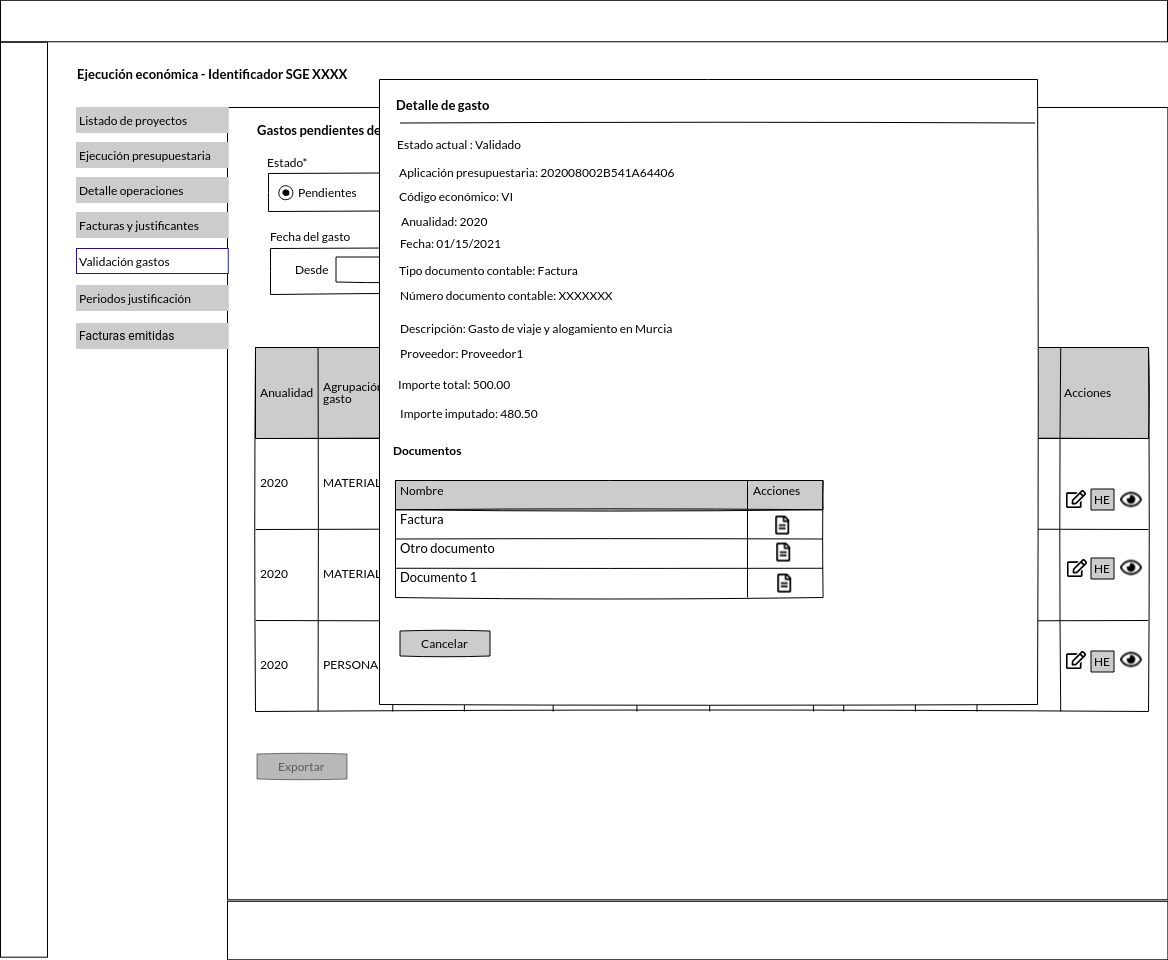 Ejecución económica - Identificador SGE XXXX
Listado de proyectos
Ejecución presupuestaria
Detalle operaciones
Facturas y justificantes
Validación gastos
Periodos justificación
Facturas emitidas
Gastos pendientes de
Estado*
Pendientes
Fecha del gasto
Desde
Anualidad
Agrupación
gasto
Acciones
2020
MATERIAL
HE
2020
MATERIAL
HE
2020
PERSONA
HE
Exportar
Detalle de gasto
Estado actual : Validado
Aplicación presupuestaria: 202008002B541A64406
Código económico: VI
Anualidad: 2020
Fecha: 01/15/2021
Tipo documento contable: Factura
Número documento contable: XXXXXXX
Descripción: Gasto de viaje y alogamiento en Murcia
Proveedor: Proveedor1
Importe total: 500.00
Importe imputado: 480.50
Documentos
Nombre
Acciones
Factura
Otro documento
Documento 1
Cancelar